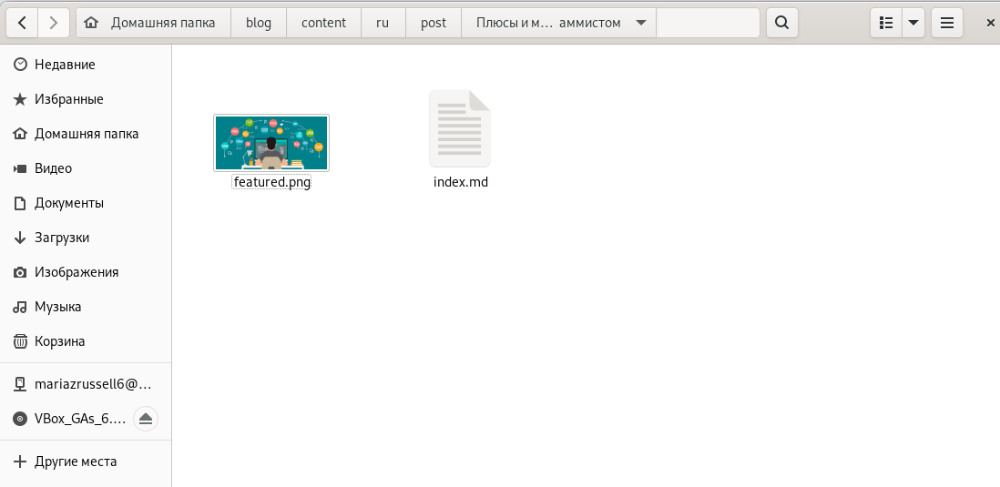 Домашняя папка blog content ru post Плюсы и м… аммистом
Недавние
Избранные
Домашняя папка
Видео
Документы
Загрузки
Изображения
Музыка
Корзина
mariazrussell6@…
VBox_GAs_6.…
Другие места
featured.png
index.md